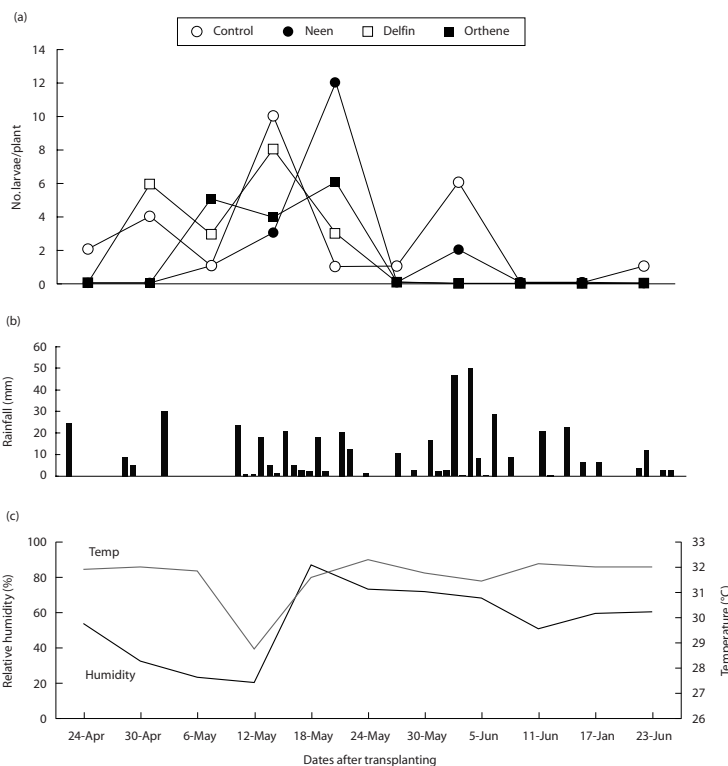 (a)
Control Neen Delfin Orthene
14
12
10
8
6
4
2
0
No.larvae/plant
(b)
60
50
40
30
20
10
0
Rainfall (mm)
(c)
100
80
60
40
20
0
Relative humidity (%)
Temp
Humidity
33
32
31
30
29
28
27
26
Temperature (°C)
24-Apr 30-Apr 6-May 12-May 18-May 24-May 30-May 5-Jun 11-Jun 17-Jan 23-Jun
Dates after transplanting